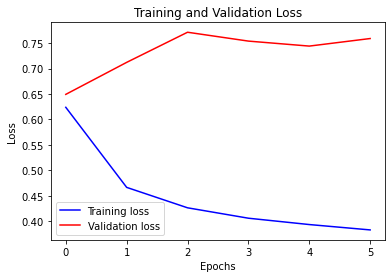 Training and Validation Loss
Loss
0.75
0.70
0.65
0.60
0.55
0.50
0.45
0.40
Training loss
Validation loss
0 1 2 3 4 5
Epochs